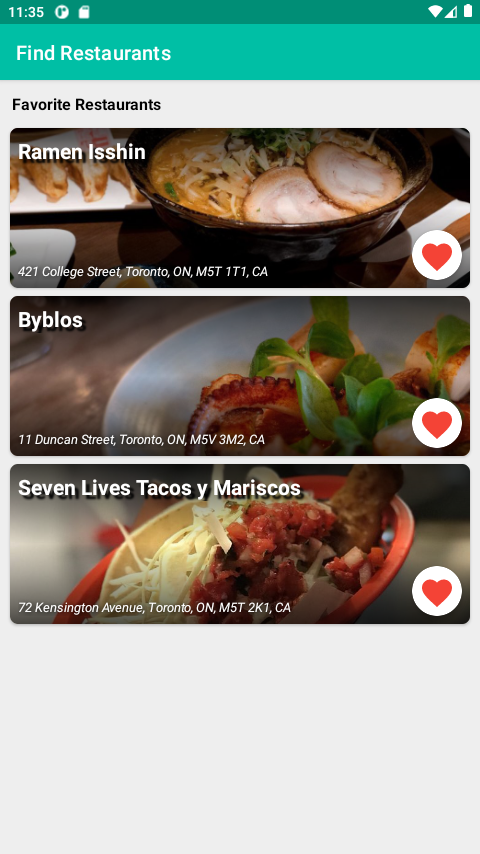 11:35
Find Restaurants
Favorite Restaurants
Ramen Isshin
421 College Street, Toronto, ON, M5T 1T1, CA
Byblos
11 Duncan Street, Toronto, ON, M5V 3M2, CA
Seven Lives Tacos y Mariscos
72 Kensington Avenue, Toronto, ON, M5T 2K1, CA